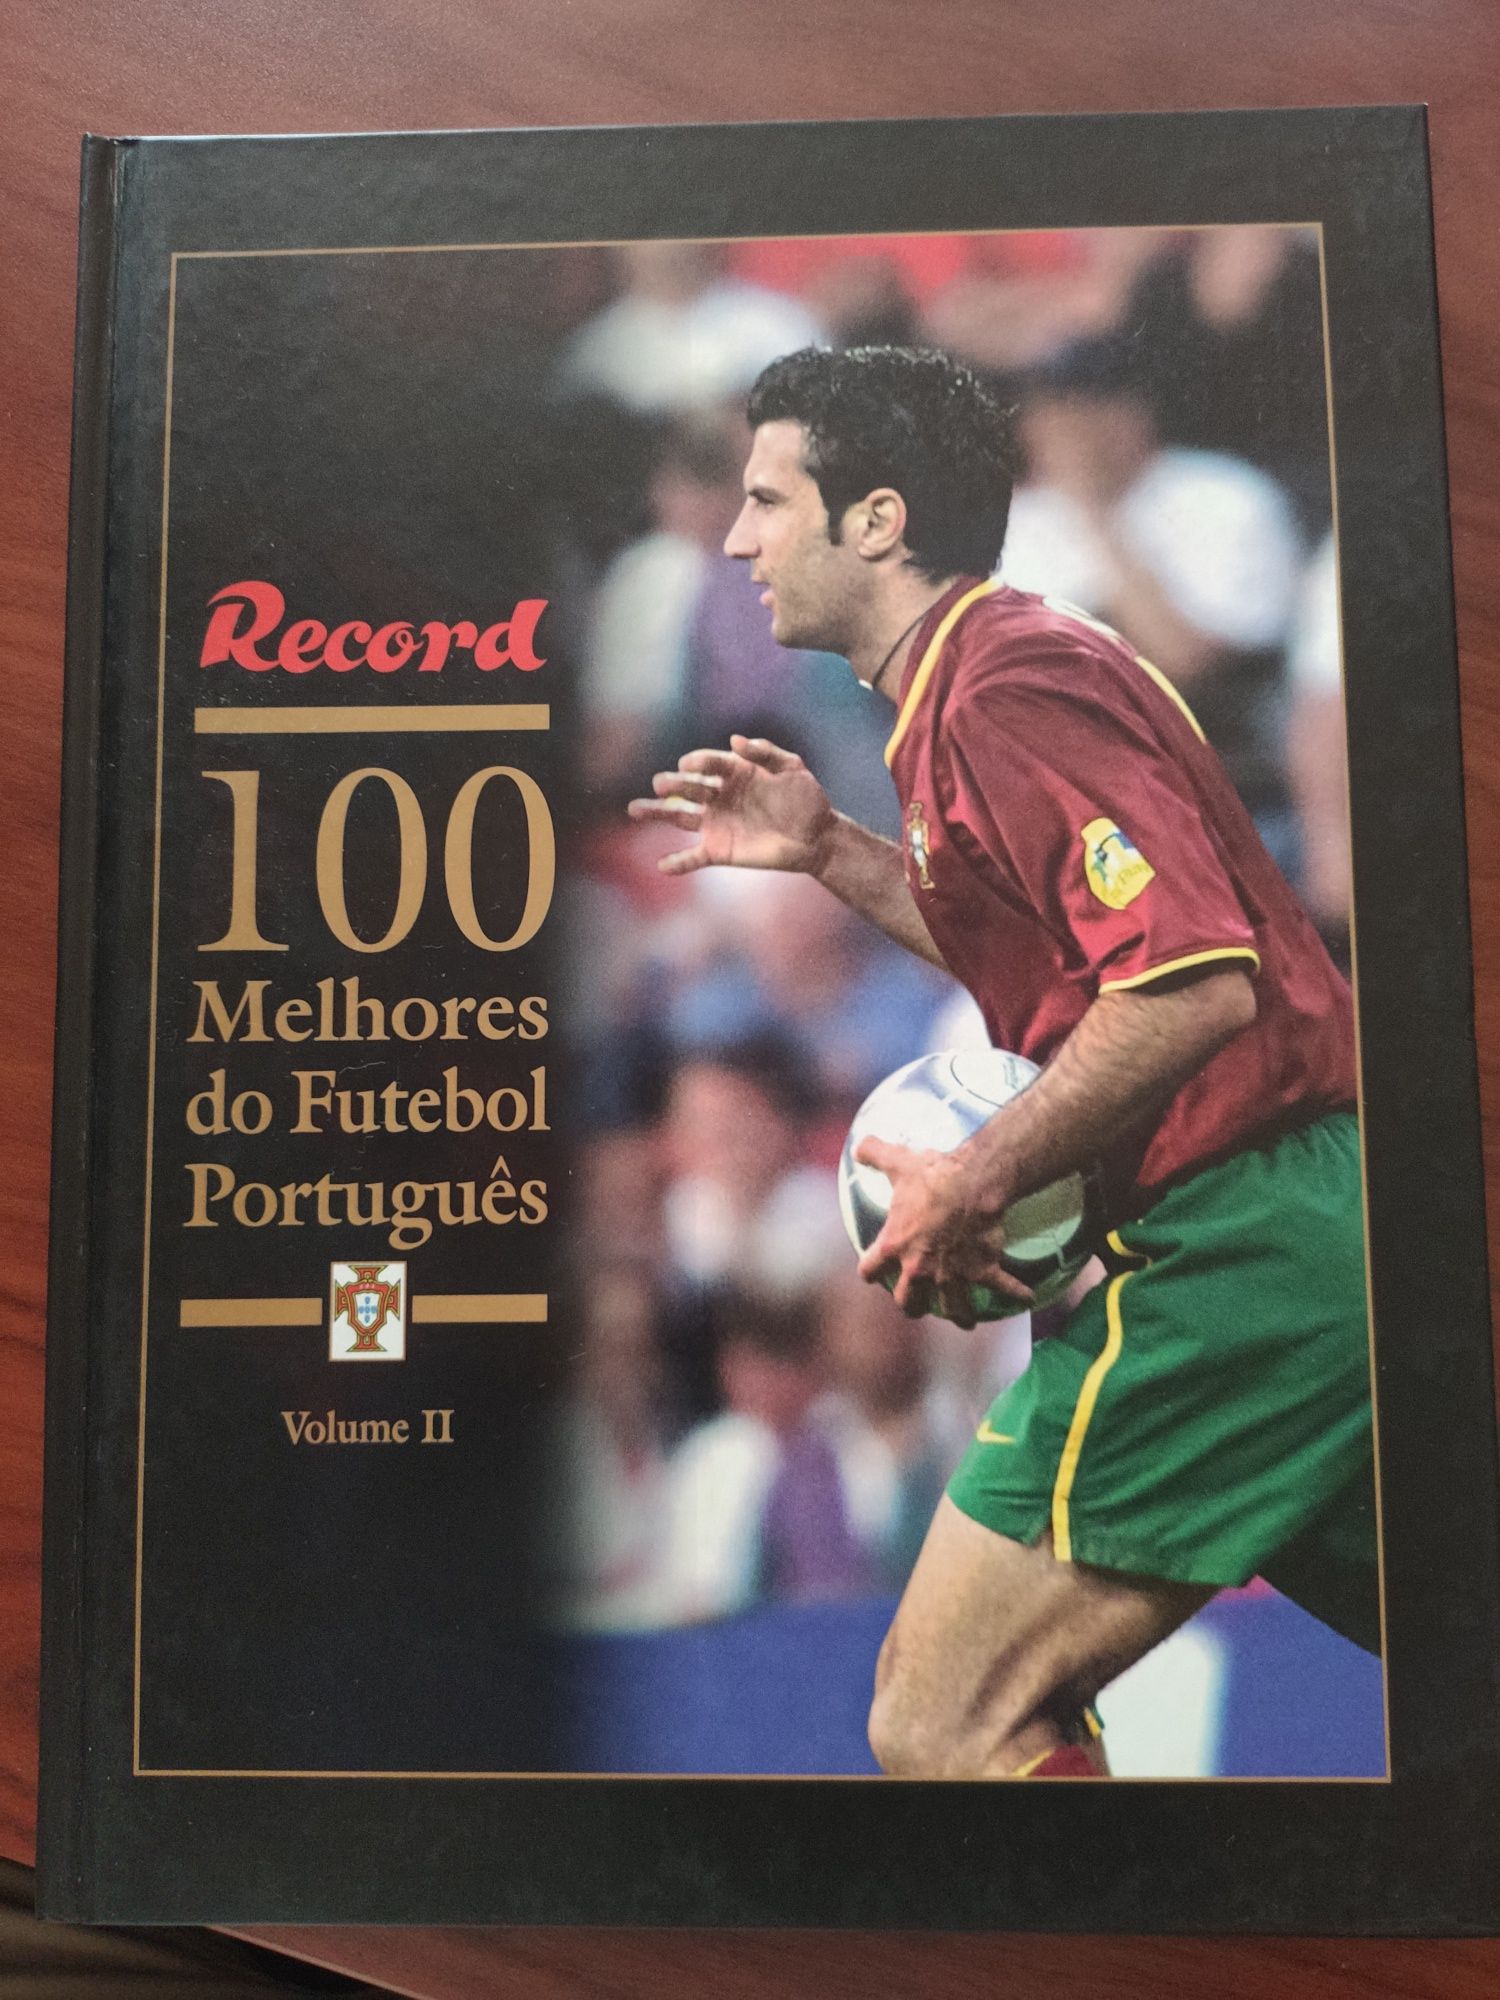 Record
100
Melhores
do Futebol
Português
Volume II